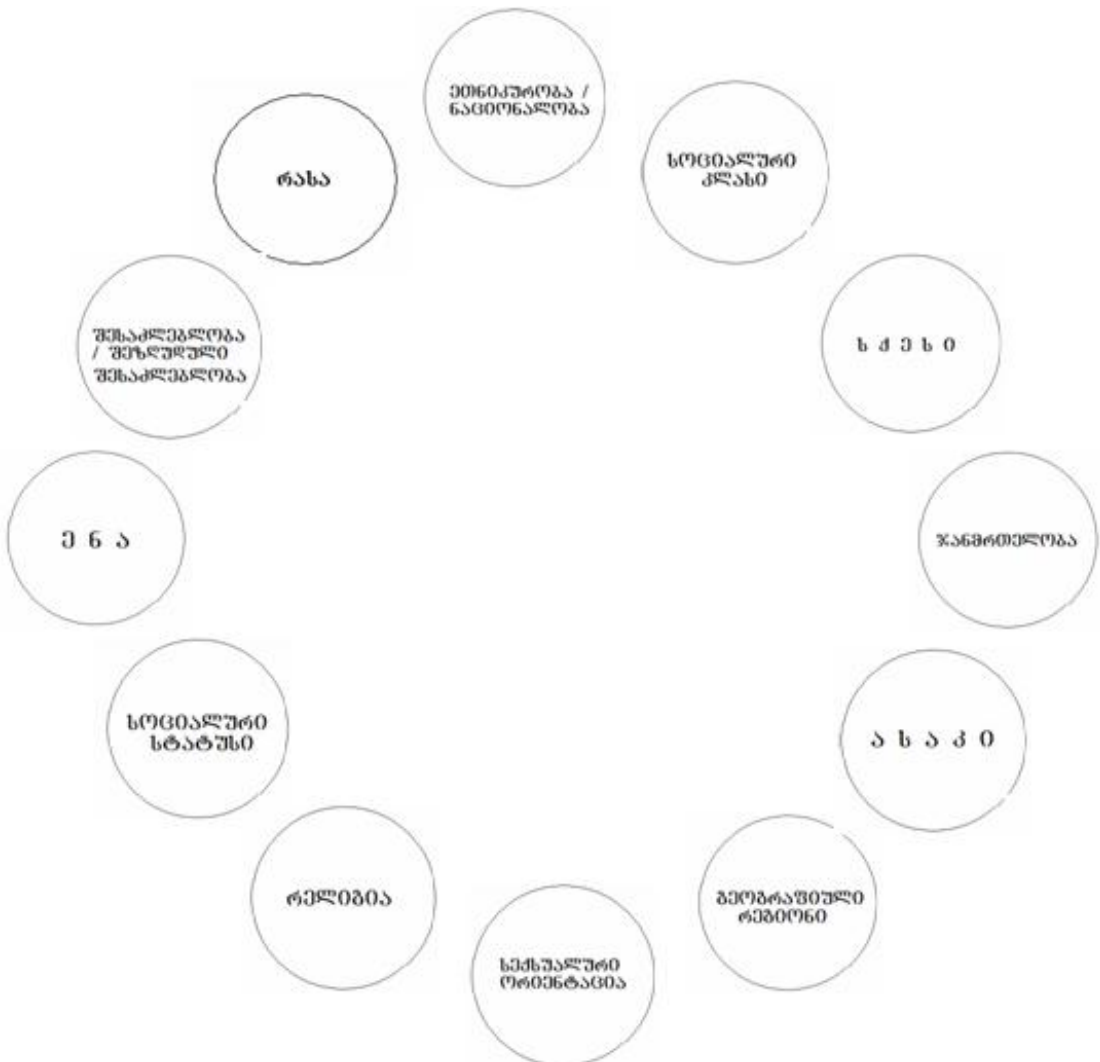 ეთნიკურობა /
ნაციონალობა
სოციალური
კლასი
ს ქ ე ს ი
ჯანმრთელობა
ა ს ა კ ი
გეოგრაფიული
რეგიონი
სექსუალური
ორიენტაცია
რელიგია
სოციალური
სტატუსი
ე ნ ა
შესაძლებლობა
/ შეზღუდული
შესაძლებლობა
რასა